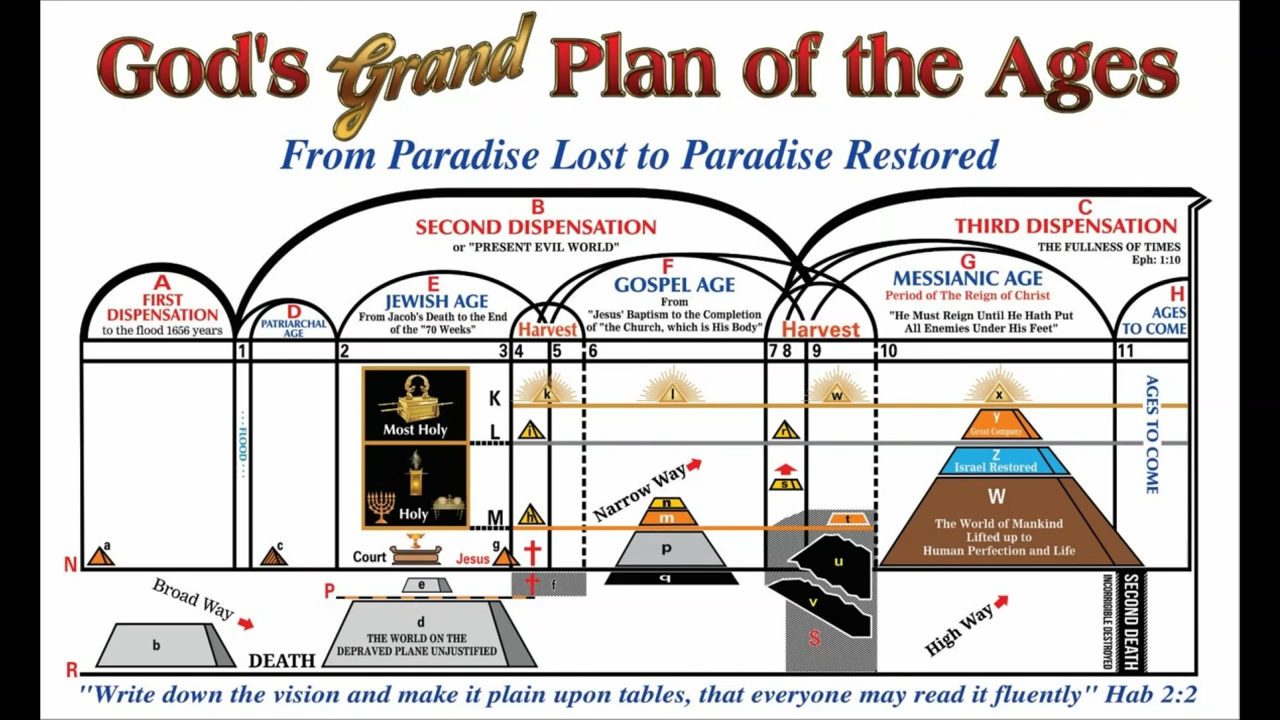 God's Grand Plan of the Ages
From Paradise Lost to Paradise Restored
A
FIRST
DISPENSATION
to the flood 1656 years
B
SECOND DISPENSATION
or "PRESENT EVIL WORLD"
C
THIRD DISPENSATION
THE FULLNESS OF TIMES
Eph: 1:10
D
PATRIARCHAL
AGE
E
JEWISH AGE
From Jacob's Death to the End
of the "70 Weeks"
Harvest
F
GOSPEL AGE
From
"Jesus' Baptism to the Completion
of "the Church, which is His Body"
Harvest
G
MESSIANIC AGE
Period of The Reign of Christ
"He Must Reign Until He Hath Put
All Enemies Under His Feet"
H
AGES
TO COME
1 2 3 4 5 6 7 8 9 10 11
FLOOD
Most Holy
Holy
Court
Jesus
K
L
M
N
P
R
a
b
c
d
THE WORLD ON THE
DEPRAVED PLANE UNJUSTIFIED
e
f
g
h
i
k
l
n
m
p
q
r
s
t
u
v
S
w
x
Y
Great Company
Z
Israel Restored
W
The World of Mankind
Lifted up to
Human Perfection and Life
AGES TO COME
Broad Way
DEATH
Narrow Way
High Way
INCORRIGIBLE DESTROYED
SECOND DEATH
"Write down the vision and make it plain upon tables, that everyone may read it fluently" Hab 2:2